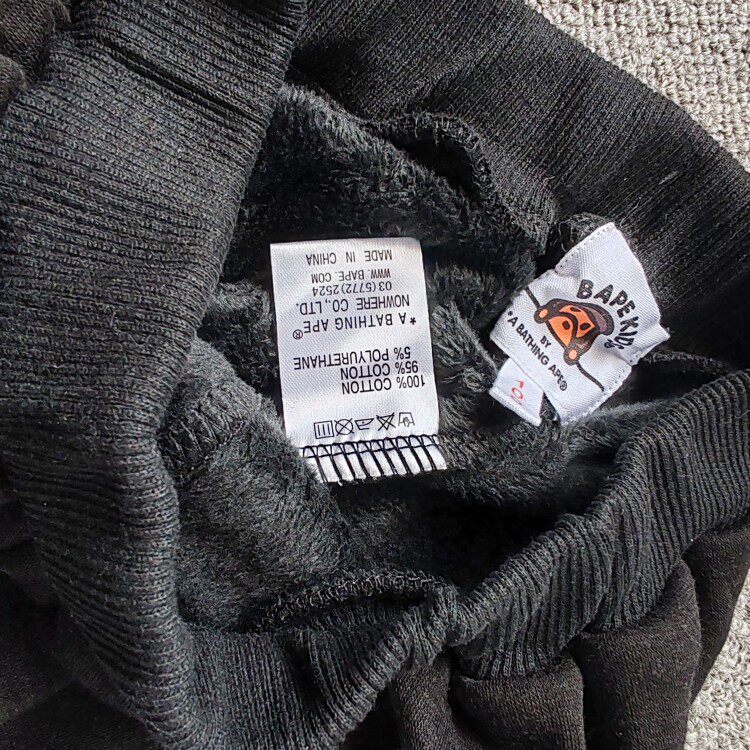 100% COTTON
95% COTTON
5% POLYURETHANE
*A BATHING APE®
NOWHERE CO.,LTD.
03(5772)2524
WWW. BAPE. COM
MADE IN CHINA
BAPE KIDS
BY
*A BATHING APE®